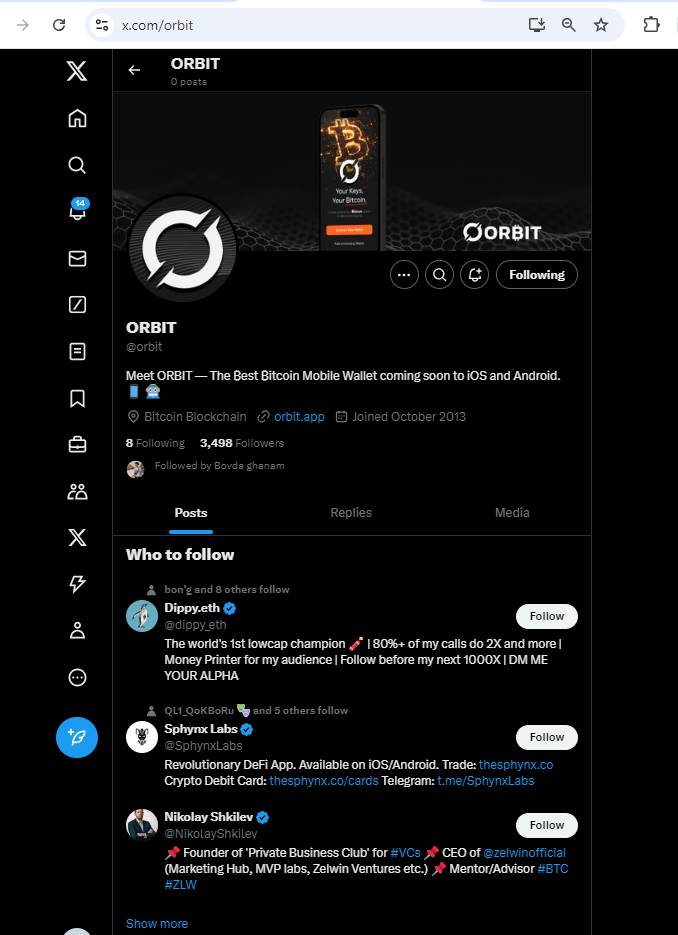 x.com/orbit
ORBIT
0 posts
14
Your Keys.
Your Bitcoin.
ORBIT
Following
ORBIT
@orbit
Meet ORBIT — The Best Bitcoin Mobile Wallet coming soon to iOS and Android.
📱 🤖
Bitcoin Blockchain orbit.app Joined October 2013
8 Following 3,498 Followers
Followed by Bovda ghanam
Posts Replies Media
Who to follow
bon'g and 8 others follow
Dippy.eth
@dippy_eth
Follow
The world's 1st lowcap champion 🧨 | 80%+ of my calls do 2X and more |
Money Printer for my audience | Follow before my next 1000X | DM ME
YOUR ALPHA
QL1_QoKBoRu 🎭 and 5 others follow
Sphynx Labs
@SphynxLabs
Follow
Revolutionary DeFi App. Available on iOS/Android. Trade: thesphynx.co
Crypto Debit Card: thesphynx.co/cards Telegram: t.me/SphynxLabs
Nikolay Shkilev
@NikolayShkilev
Follow
📌 Founder of 'Private Business Club' for #VCs 📌 CEO of @zelwinofficial
(Marketing Hub, MVP labs, Zelwin Ventures etc.) 📌 Mentor/Advisor #BTC
#ZLW
Show more